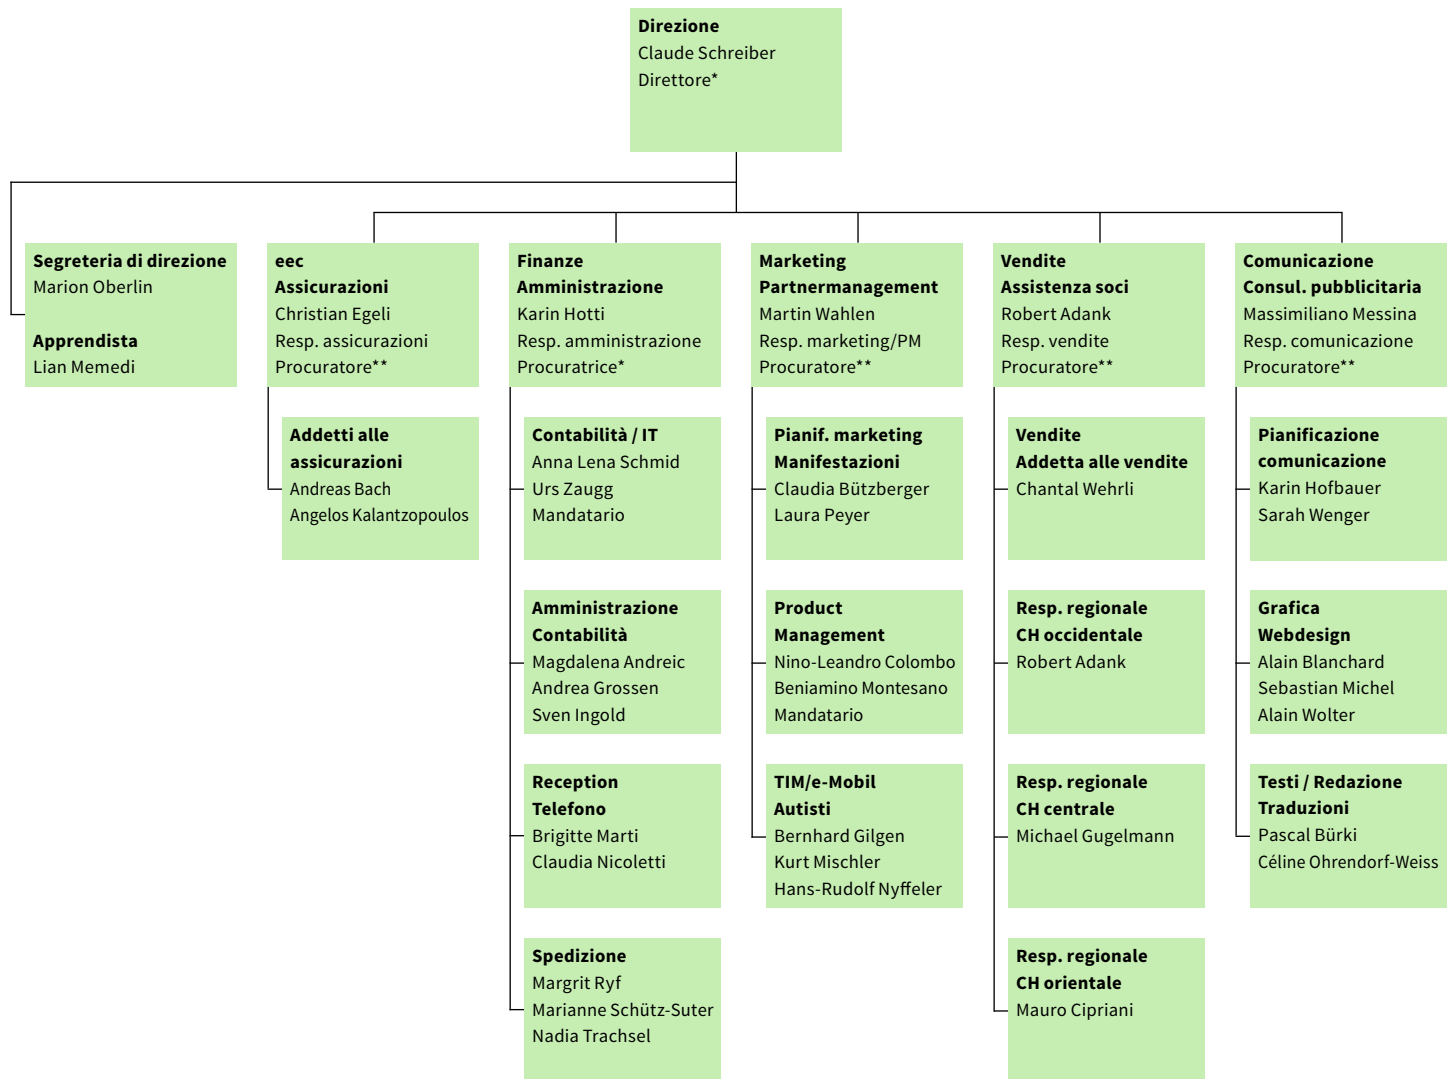 Direzione
Claude Schreiber
Direttore*
Segreteria di direzione
Marion Oberlin
Apprendista
Lian Memedi
eec
Assicurazioni
Christian Egeli
Resp. assicurazioni
Procuratore**
Addetti alle
assicurazioni
Andreas Bach
Angelos Kalantzopoulos
Finanze
Amministrazione
Karin Hotti
Resp. amministrazione
Procuratrice*
Contabilità / IT
Anna Lena Schmid
Urs Zaugg
Mandatario
Amministrazione
Contabilità
Magdalena Andreic
Andrea Grossen
Sven Ingold
Reception
Telefono
Brigitte Marti
Claudia Nicoletti
Spedizione
Margrit Ryf
Marianne Schütz-Suter
Nadia Trachsel
Marketing
Partnermanagement
Martin Wahlen
Resp. marketing/PM
Procuratore**
Pianif. marketing
Manifestazioni
Claudia Bützberger
Laura Peyer
Product
Management
Nino-Leandro Colombo
Beniamino Montesano
Mandatario
TIM/e-Mobil
Autisti
Bernhard Gilgen
Kurt Mischler
Hans-Rudolf Nyffeler
Vendite
Assistenza soci
Robert Adank
Resp. vendite
Procuratore**
Vendite
Addetta alle vendite
Chantal Wehrli
Resp. regionale
CH occidentale
Robert Adank
Resp. regionale
CH centrale
Michael Gugelmann
Resp. regionale
CH orientale
Mauro Cipriani
Comunicazione
Consul. pubblicitaria
Massimiliano Messina
Resp. comunicazione
Procuratore**
Pianificazione
comunicazione
Karin Hofbauer
Sarah Wenger
Grafica
Webdesign
Alain Blanchard
Sebastian Michel
Alain Wolter
Testi / Redazione
Traduzioni
Pascal Bürki
Céline Ohrendorf-Weiss